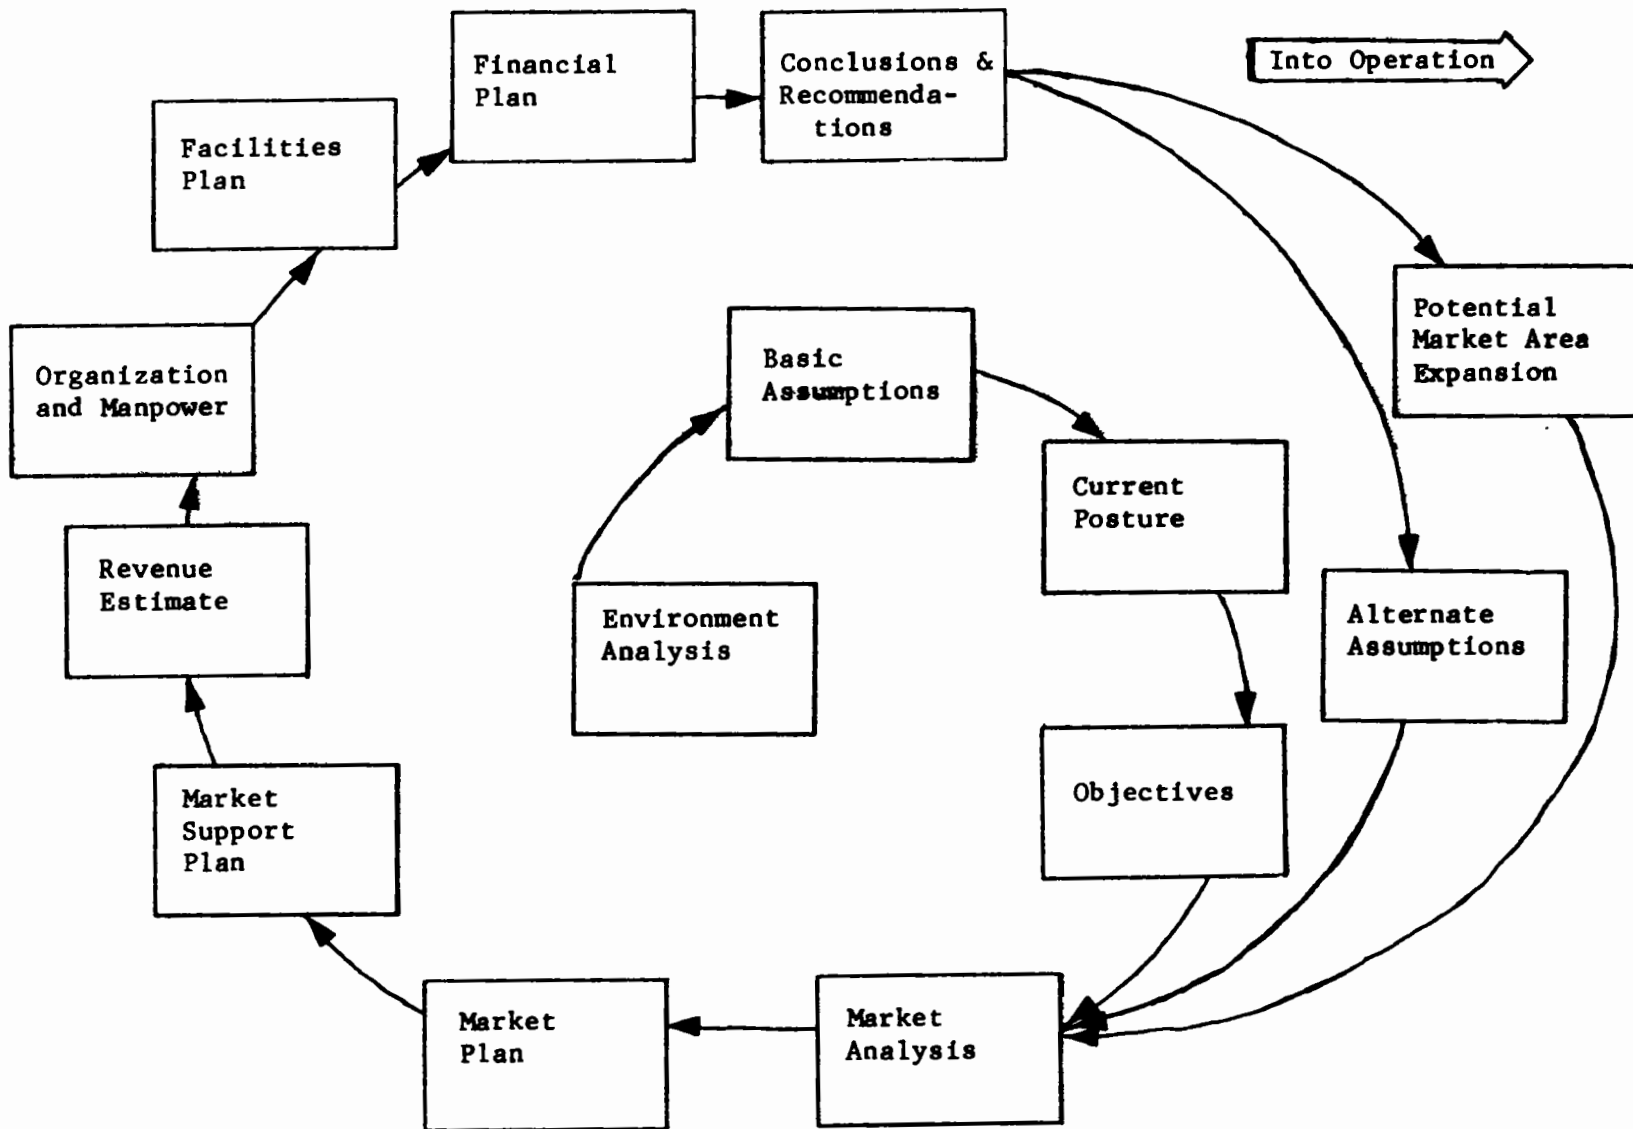 Financial
Plan
Conclusions &
Recommenda-
tions
Into Operation
Facilities
Plan
Potential
Market Area
Expansion
Organization
and Manpower
Basic
Assumptions
Current
Posture
Revenue
Estimate
Environment
Analysis
Alternate
Assumptions
Market
Support
Plan
Objectives
Market
Plan
Market
Analysis